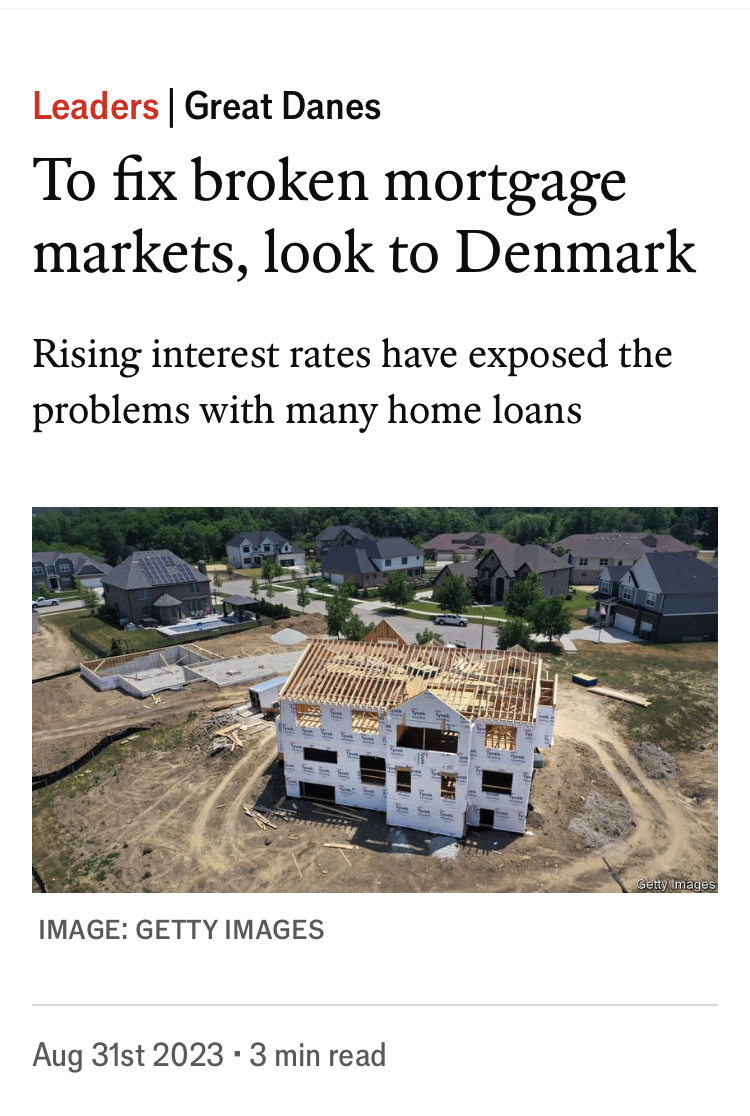 Leaders | Great Danes
To fix broken mortgage
markets, look to Denmark
Rising interest rates have exposed the
problems with many home loans
Tyvek
Getty Images
IMAGE: GETTY IMAGES
Aug 31st 2023 · 3 min read